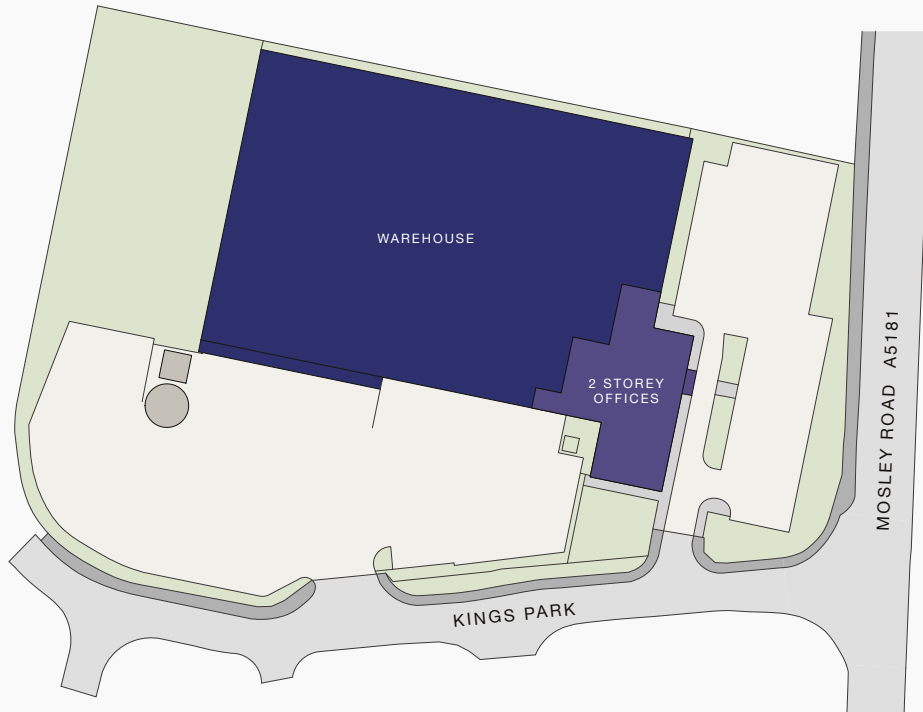 WAREHOUSE
2 STOREY
OFFICES
MOSLEY ROAD A5181
KINGS PARK